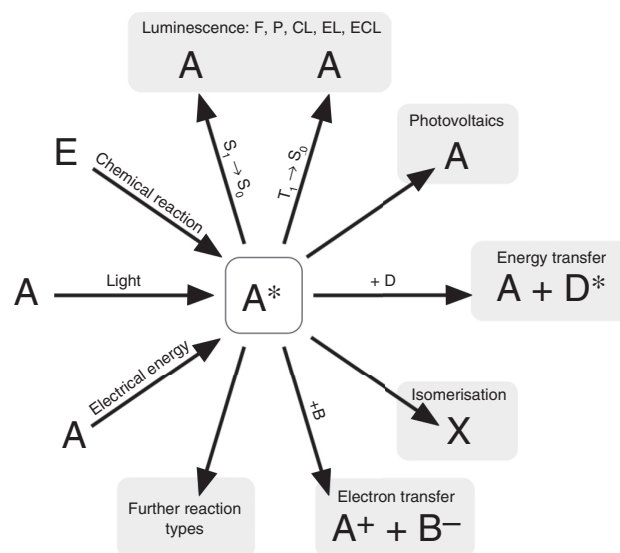 Luminescence: F, P, CL, EL, ECL
A A
S₁ → S₀
T₁ → S₀
Photovoltaics
A
E
Chemical reaction
A
Light
A*
+ D
Energy transfer
A + D*
Electrical energy
A
+B
Isomerisation
X
Further reaction
types
Electron transfer
A⁺ + B⁻